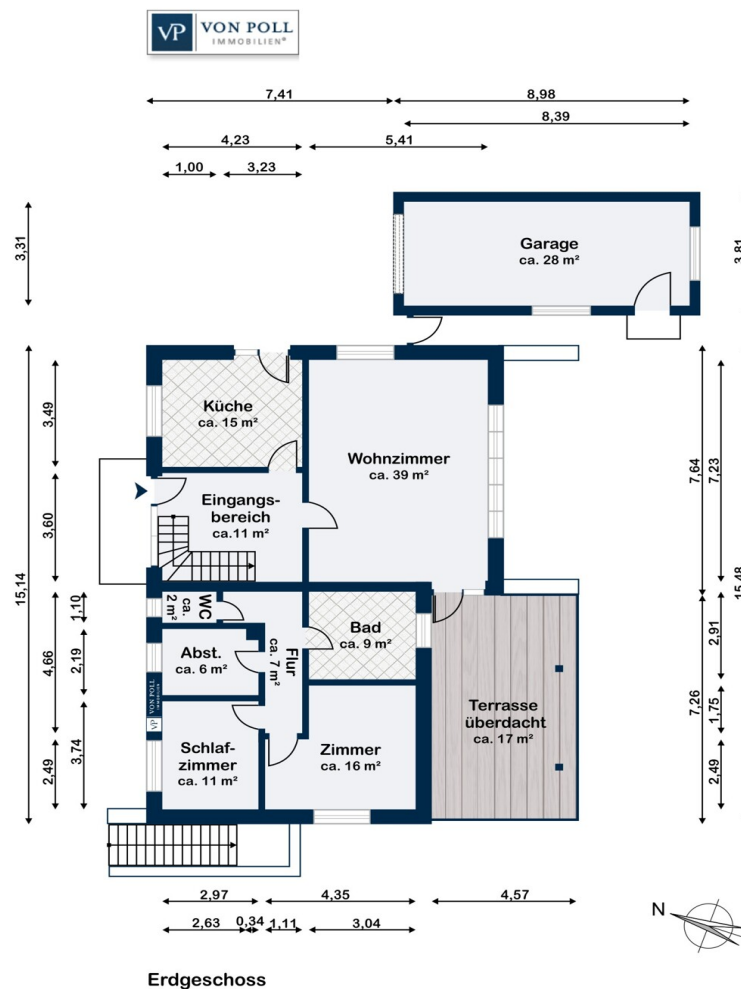 VP VON POLL
IMMOBILIEN®
7,41
8,98
8,39
4,23
5,41
1,00
3,23
3,31
3,81
Garage
ca. 28 m²
15,14
3,49
3,60
1,10
4,66
2,19
3,74
2,49
Küche
ca. 15 m²
Wohnzimmer
ca. 39 m²
Eingangs-
bereich
ca.11 m²
WC
ca.
2 m²
Abst.
ca. 6 m²
Flur
ca. 7 m²
Bad
ca. 9 m²
VON POLL
VP
Schlaf-
zimmer
ca. 11 m²
Zimmer
ca. 16 m²
Terrasse
überdacht
ca. 17 m²
7,64
7,23
15,48
7,26
2,91
1,75
2,49
2,97
4,35
4,57
2,63
0,34
1,11
3,04
N
Erdgeschoss